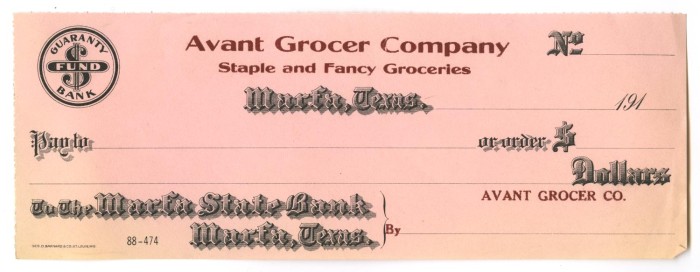 GUARANTY
FUND
BANK
Avant Grocer Company
Staple and Fancy Groceries
No
Marfa, Texas, 191
Pay to or order $
Dollars
To The Marfa State Bank
Marfa, Texas.
88-474
AVANT GROCER CO.
By